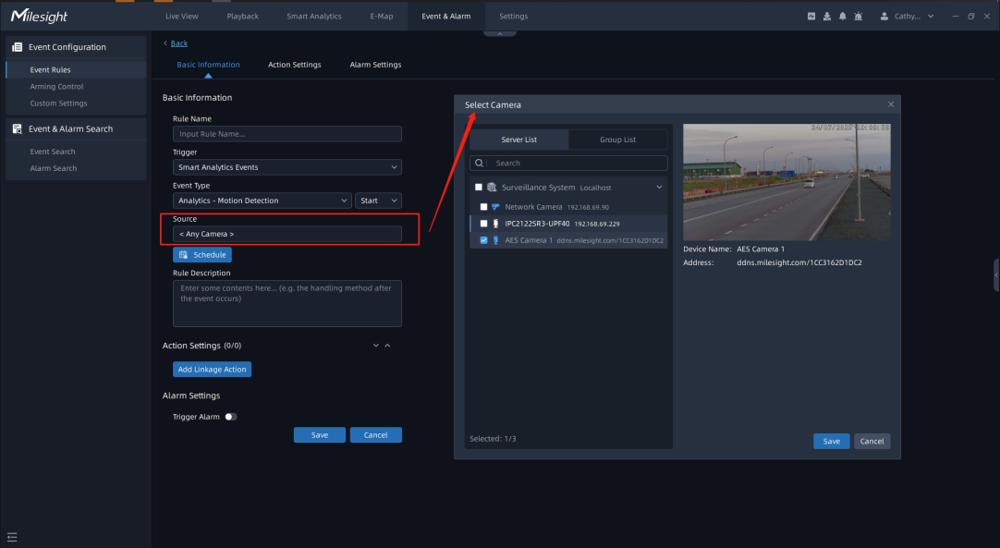 Milesight
Live View Playback Smart Analytics E-Map Event & Alarm Settings Cathy...
Event Configuration
Event Rules
Arming Control
Custom Settings
Event & Alarm Search
Event Search
Alarm Search
Back
Basic Information Action Settings Alarm Settings
Basic Information
Rule Name
Input Rule Name...
Trigger
Smart Analytics Events
Event Type
Analytics - Motion Detection Start
Source
< Any Camera >
Schedule
Rule Description
Enter some contents here... (e.g. the handling method after
the event occurs)
Action Settings (0/0)
Add Linkage Action
Alarm Settings
Trigger Alarm
Save Cancel
Select Camera
Server List Group List
Search
Surveillance System Localhost
Network Camera 192.168.69.90
IPC2122SR3-UPF40 192.168.69.229
AES Camera 1 ddns.milesight.com/1CC3162D1DC2
Selected: 1/3
Device Name: AES Camera 1
Address: ddns.milesight.com/1CC3162D1DC2
Save Cancel